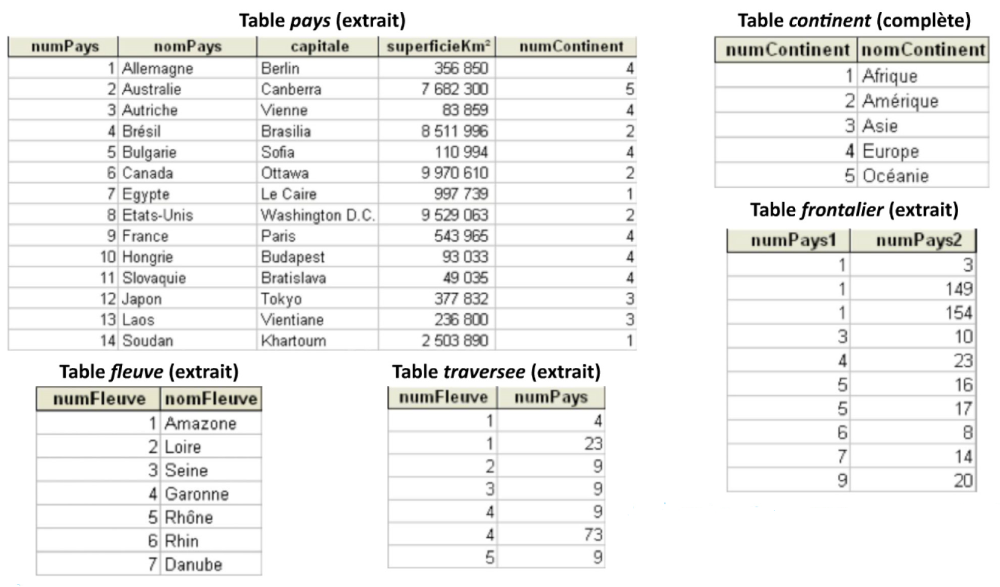 Table pays (extrait)
numPays nomPays capitale superficieKm² numContinent
1 Allemagne Berlin 356 850 4
2 Australie Canberra 7 682 300 5
3 Autriche Vienne 83 859 4
4 Brésil Brasilia 8 511 996 2
5 Bulgarie Sofia 110 994 4
6 Canada Ottawa 9 970 610 2
7 Egypte Le Caire 997 739 1
8 Etats-Unis Washington D.C. 9 529 063 2
9 France Paris 543 965 4
10 Hongrie Budapest 93 033 4
11 Slovaquie Bratislava 49 035 4
12 Japon Tokyo 377 832 3
13 Laos Vientiane 236 800 3
14 Soudan Khartoum 2 503 890 1
Table continent (complète)
numContinent nomContinent
1 Afrique
2 Amérique
3 Asie
4 Europe
5 Océanie
Table frontalier (extrait)
numPays1 numPays2
1 3
1 149
1 154
3 10
4 23
5 16
5 17
6 8
7 14
9 20
Table fleuve (extrait)
numFleuve nomFleuve
1 Amazone
2 Loire
3 Seine
4 Garonne
5 Rhône
6 Rhin
7 Danube
Table traversee (extrait)
numFleuve numPays
1 4
1 23
2 9
3 9
4 9
4 73
5 9